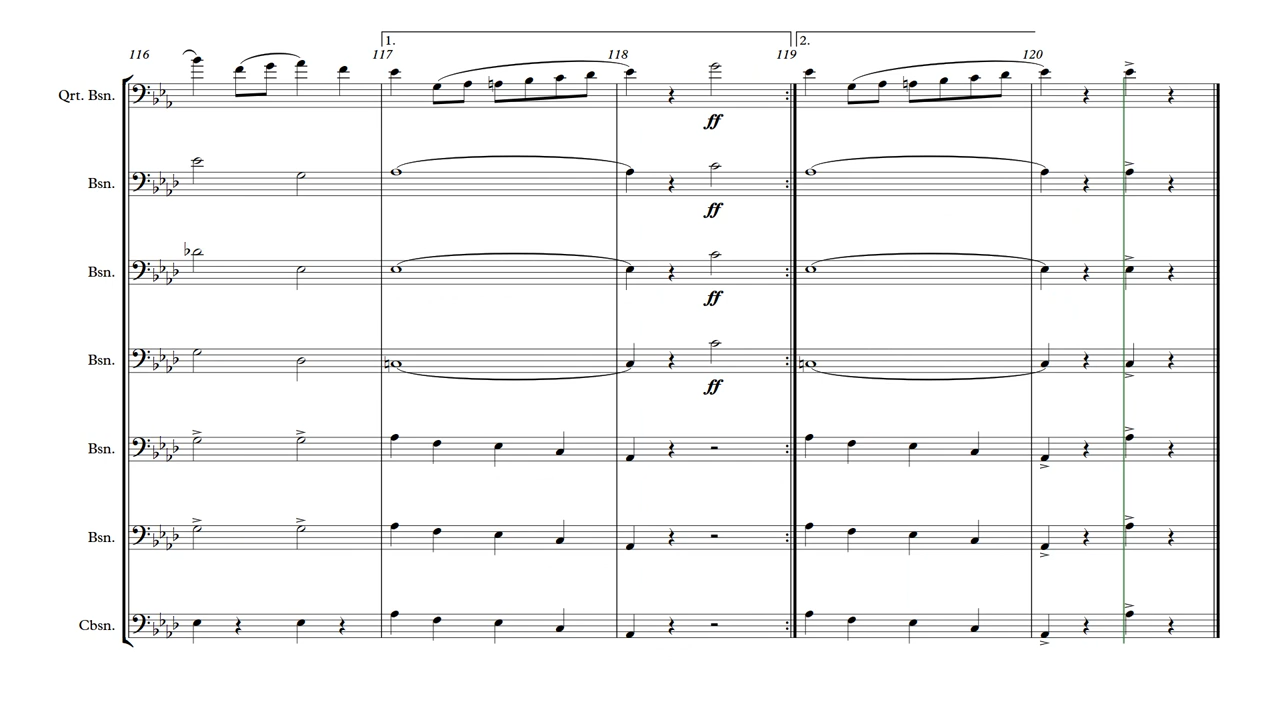 1. 2.
116 117 118 119 120
Qrt. Bsn.
ff
Bsn.
ff
Bsn.
ff
Bsn.
ff
Bsn.
Bsn.
Cbsn.